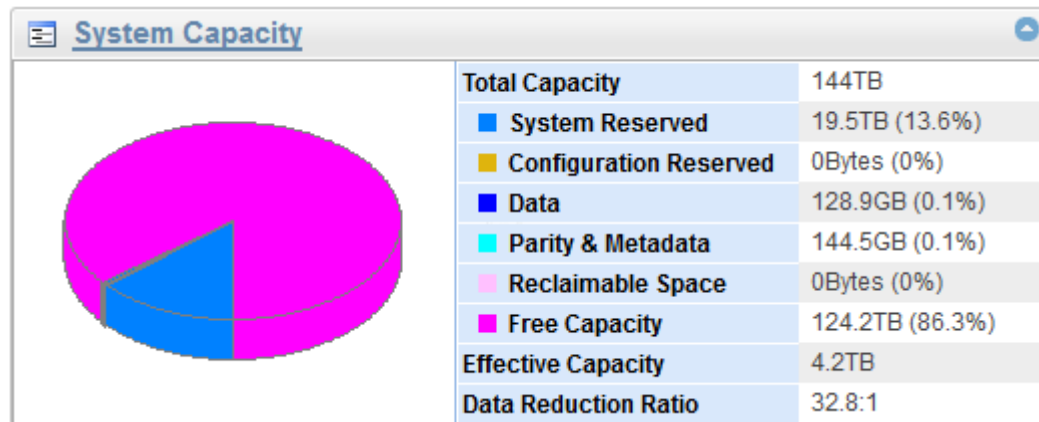 System Capacity
Total Capacity 144TB
System Reserved 19.5TB (13.6%)
Configuration Reserved 0Bytes (0%)
Data 128.9GB (0.1%)
Parity & Metadata 144.5GB (0.1%)
Reclaimable Space 0Bytes (0%)
Free Capacity 124.2TB (86.3%)
Effective Capacity 4.2TB
Data Reduction Ratio 32.8:1